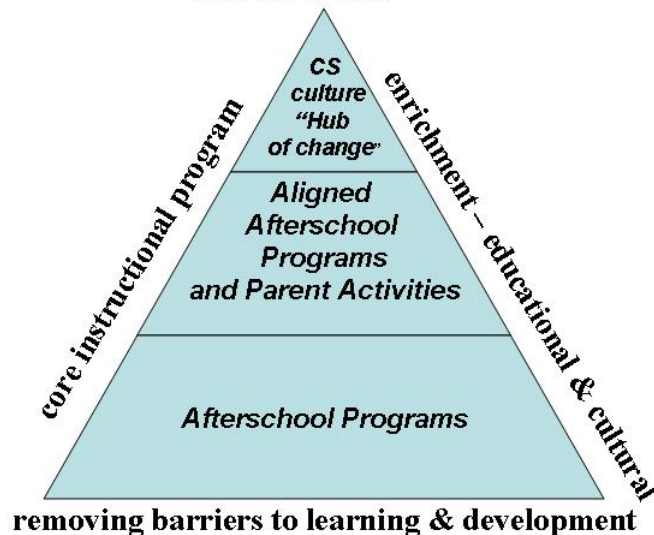 CS
culture
“Hub
of change”
Aligned
Afterschool
Programs
and Parent Activities
Afterschool Programs
core instructional program
enrichment – educational & cultural
removing barriers to learning & development